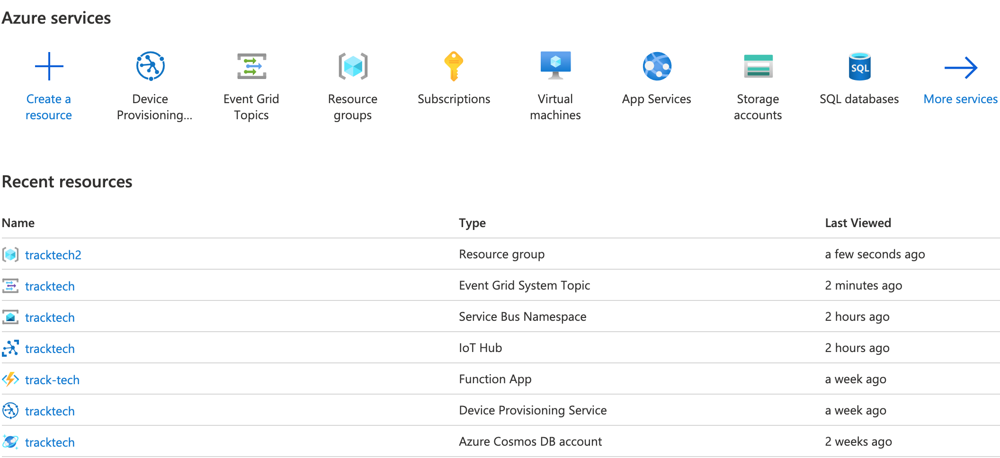 Azure services
Create a resource
Device Provisioning...
Event Grid Topics
Resource groups
Subscriptions
Virtual machines
App Services
Storage accounts
SQL
SQL databases
More services
Recent resources
Name Type Last Viewed
tracktech2 Resource group a few seconds ago
tracktech Event Grid System Topic 2 minutes ago
tracktech Service Bus Namespace 2 hours ago
tracktech IoT Hub 2 hours ago
track-tech Function App a week ago
tracktech Device Provisioning Service a week ago
tracktech Azure Cosmos DB account 2 weeks ago